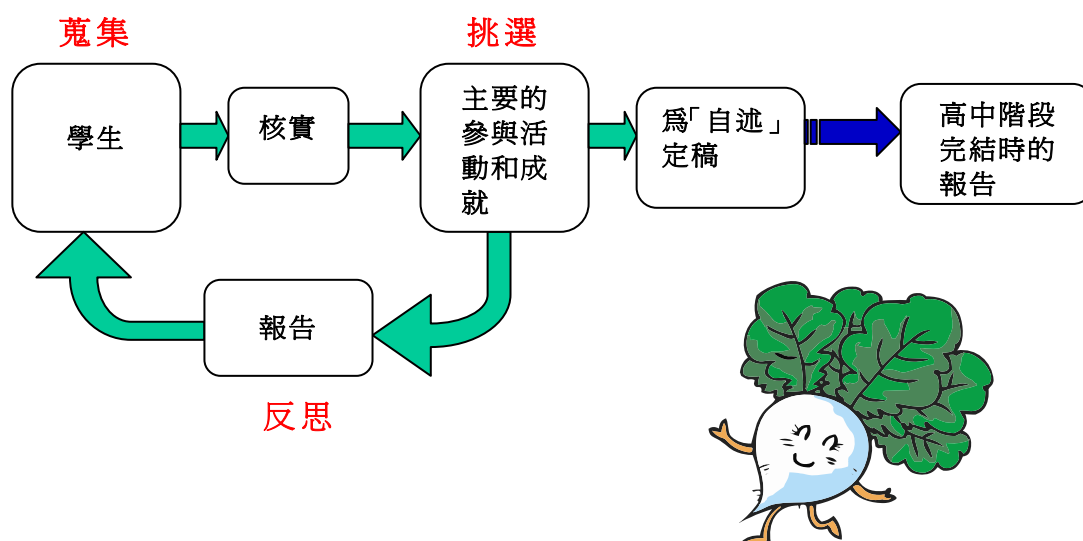 蒐集
挑選
學生
核實
主要的
參與活
動和成
就
爲「自述」
定稿
高中階段
完結時的
報告
報告
反思